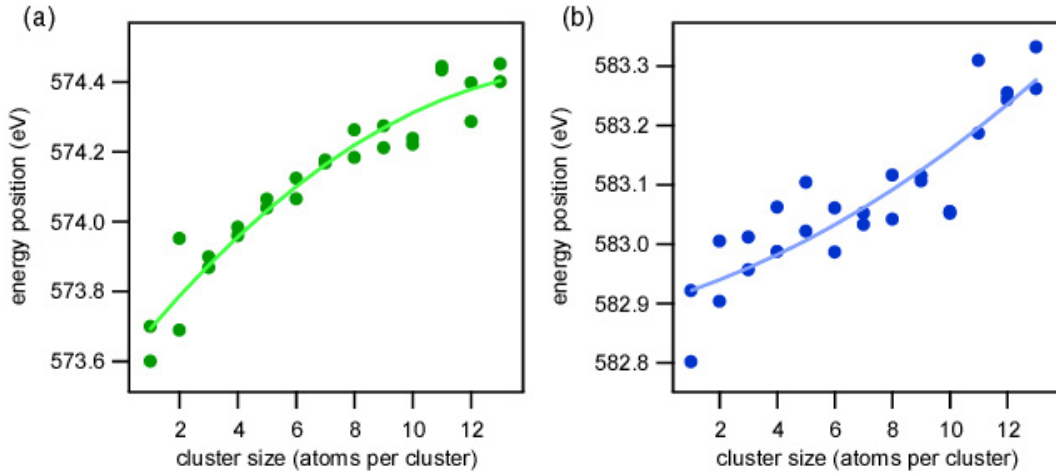 (a)
574.4
574.2
574.0
573.8
573.6
energy position (eV)
2 4 6 8 10 12
cluster size (atoms per cluster)
(b)
583.3
583.2
583.1
583.0
582.9
582.8
energy position (eV)
2 4 6 8 10 12
cluster size (atoms per cluster)